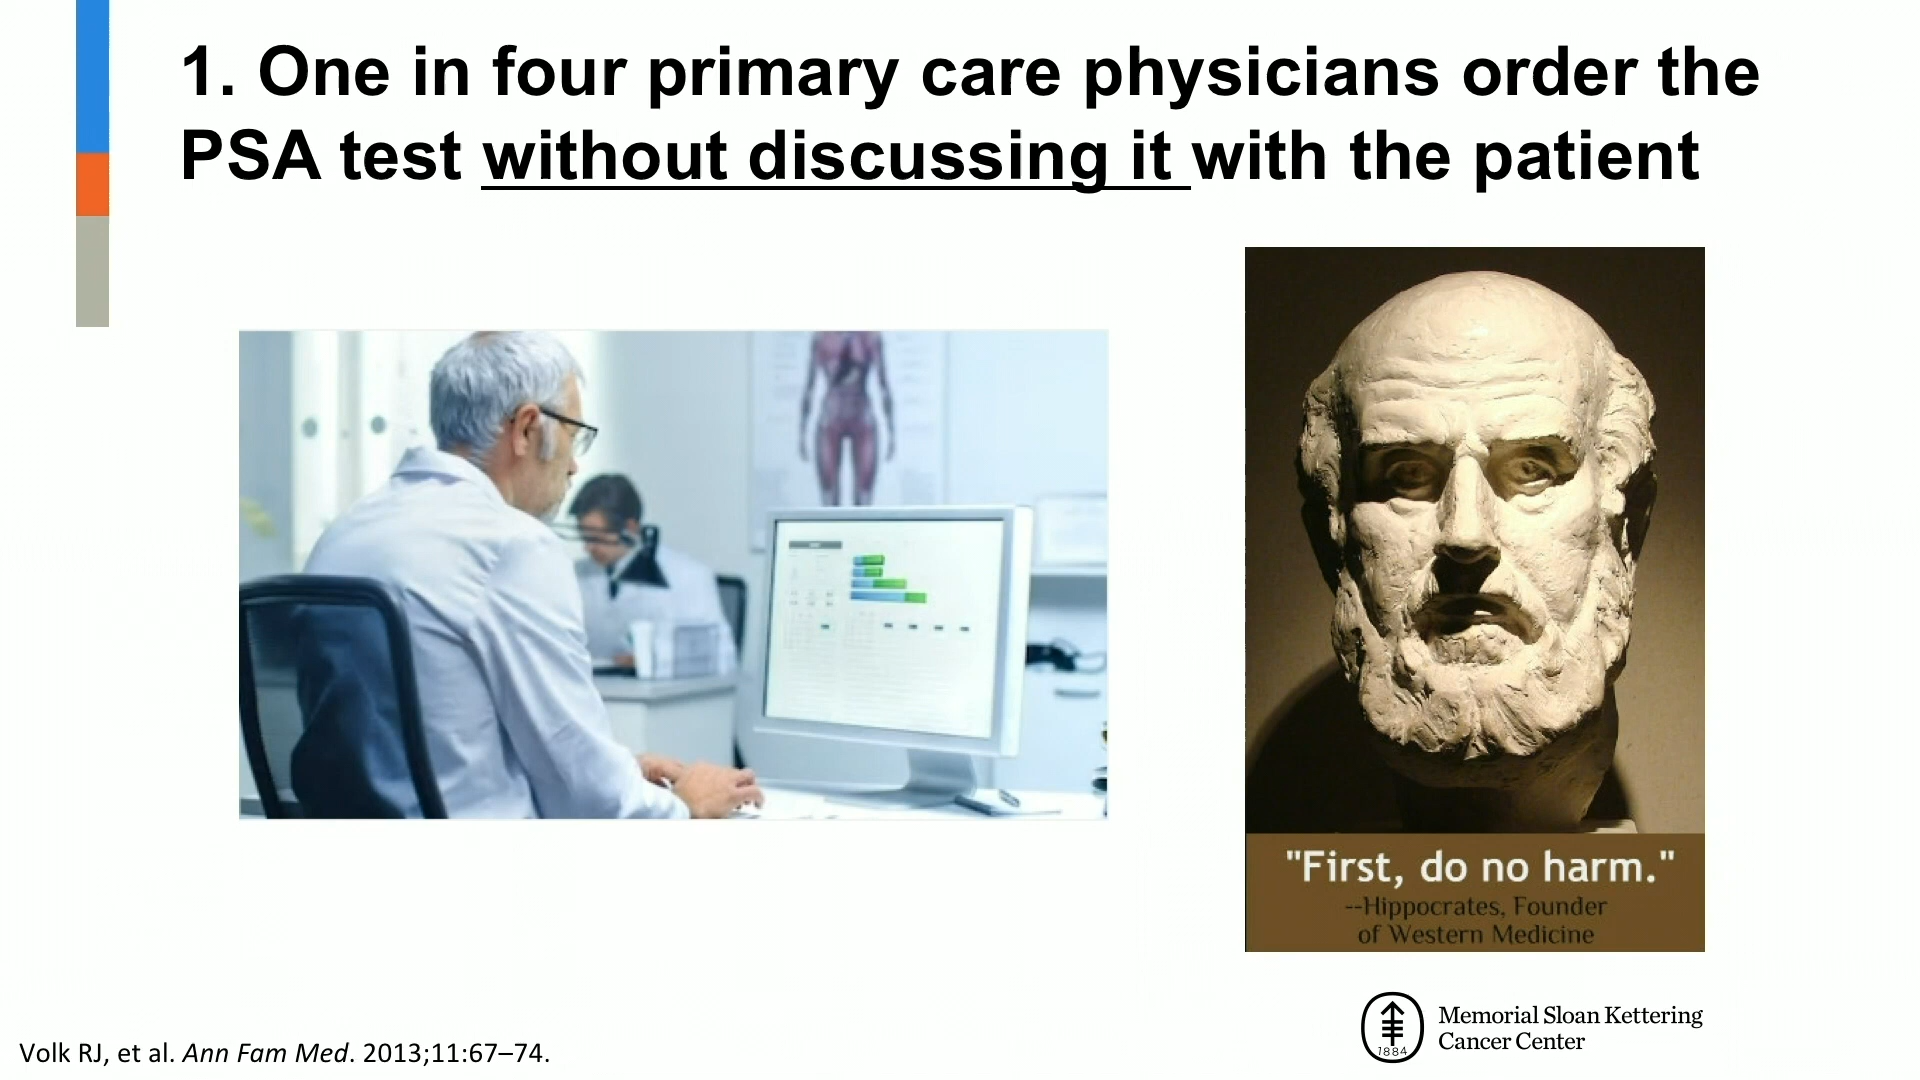 1. One in four primary care physicians order the
PSA test without discussing it with the patient
"First, do no harm."
--Hippocrates, Founder
of Western Medicine
1884
Memorial Sloan Kettering
Cancer Center
Volk RJ, et al. Ann Fam Med. 2013;11:67–74.